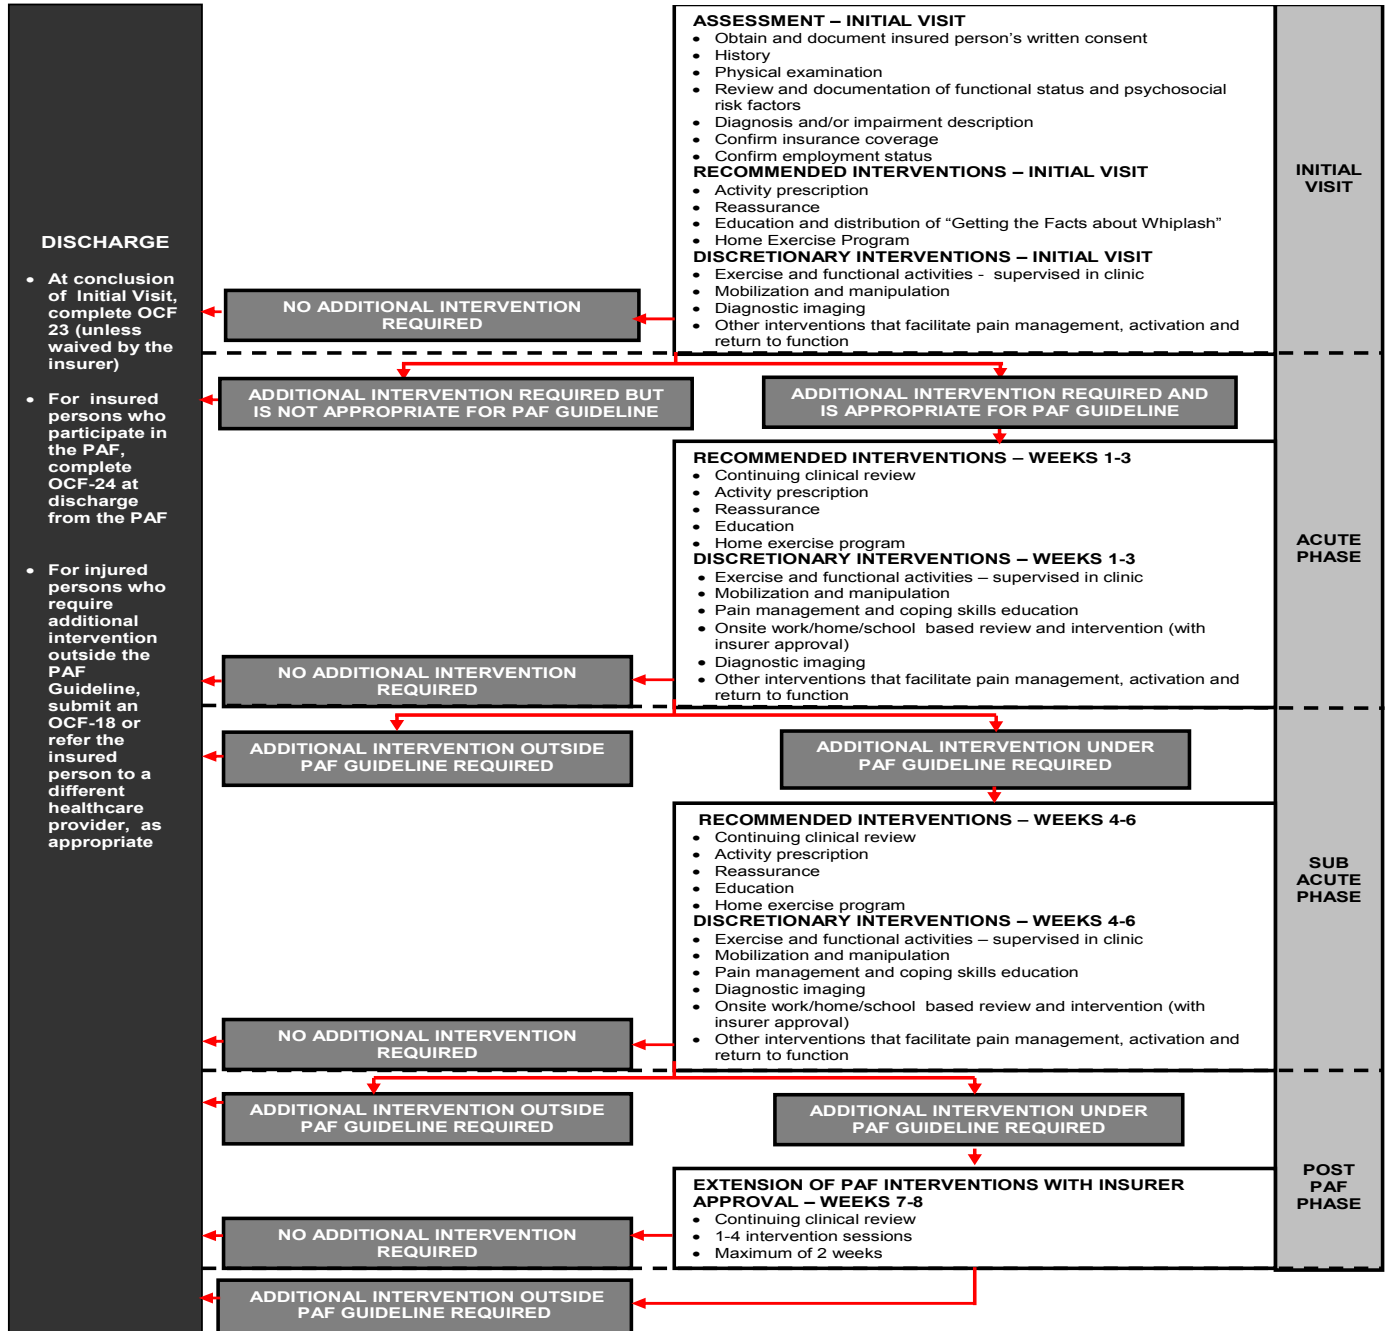 DISCHARGE
• At conclusion
of Initial Visit,
complete OCF
23 (unless
waived by the
insurer)
• For insured
persons who
participate in
the PAF,
complete
OCF-24 at
discharge
from the PAF
• For injured
persons who
require
additional
intervention
outside the
PAF
Guideline,
submit an
OCF-18 or
refer the
insured
person to a
different
healthcare
provider, as
appropriate
ASSESSMENT – INITIAL VISIT
• Obtain and document insured person's written consent
• History
• Physical examination
• Review and documentation of functional status and psychosocial
risk factors
• Diagnosis and/or impairment description
• Confirm insurance coverage
• Confirm employment status
RECOMMENDED INTERVENTIONS – INITIAL VISIT
• Activity prescription
• Reassurance
• Education and distribution of "Getting the Facts about Whiplash"
• Home Exercise Program
DISCRETIONARY INTERVENTIONS – INITIAL VISIT
• Exercise and functional activities - supervised in clinic
• Mobilization and manipulation
• Diagnostic imaging
• Other interventions that facilitate pain management, activation and
return to function
INITIAL
VISIT
NO ADDITIONAL INTERVENTION
REQUIRED
ADDITIONAL INTERVENTION REQUIRED BUT
IS NOT APPROPRIATE FOR PAF GUIDELINE
ADDITIONAL INTERVENTION REQUIRED AND
IS APPROPRIATE FOR PAF GUIDELINE
RECOMMENDED INTERVENTIONS – WEEKS 1-3
• Continuing clinical review
• Activity prescription
• Reassurance
• Education
• Home exercise program
DISCRETIONARY INTERVENTIONS – WEEKS 1-3
• Exercise and functional activities – supervised in clinic
• Mobilization and manipulation
• Pain management and coping skills education
• Onsite work/home/school based review and intervention (with
insurer approval)
• Diagnostic imaging
• Other interventions that facilitate pain management, activation and
return to function
ACUTE
PHASE
NO ADDITIONAL INTERVENTION
REQUIRED
ADDITIONAL INTERVENTION OUTSIDE
PAF GUIDELINE REQUIRED
ADDITIONAL INTERVENTION UNDER
PAF GUIDELINE REQUIRED
RECOMMENDED INTERVENTIONS – WEEKS 4-6
• Continuing clinical review
• Activity prescription
• Reassurance
• Education
• Home exercise program
DISCRETIONARY INTERVENTIONS – WEEKS 4-6
• Exercise and functional activities – supervised in clinic
• Mobilization and manipulation
• Pain management and coping skills education
• Diagnostic imaging
• Onsite work/home/school based review and intervention (with
insurer approval)
• Other interventions that facilitate pain management, activation and
return to function
SUB
ACUTE
PHASE
NO ADDITIONAL INTERVENTION
REQUIRED
ADDITIONAL INTERVENTION OUTSIDE
PAF GUIDELINE REQUIRED
ADDITIONAL INTERVENTION UNDER
PAF GUIDELINE REQUIRED
EXTENSION OF PAF INTERVENTIONS WITH INSURER
APPROVAL – WEEKS 7-8
• Continuing clinical review
• 1-4 intervention sessions
• Maximum of 2 weeks
POST
PAF
PHASE
NO ADDITIONAL INTERVENTION
REQUIRED
ADDITIONAL INTERVENTION OUTSIDE
PAF GUIDELINE REQUIRED